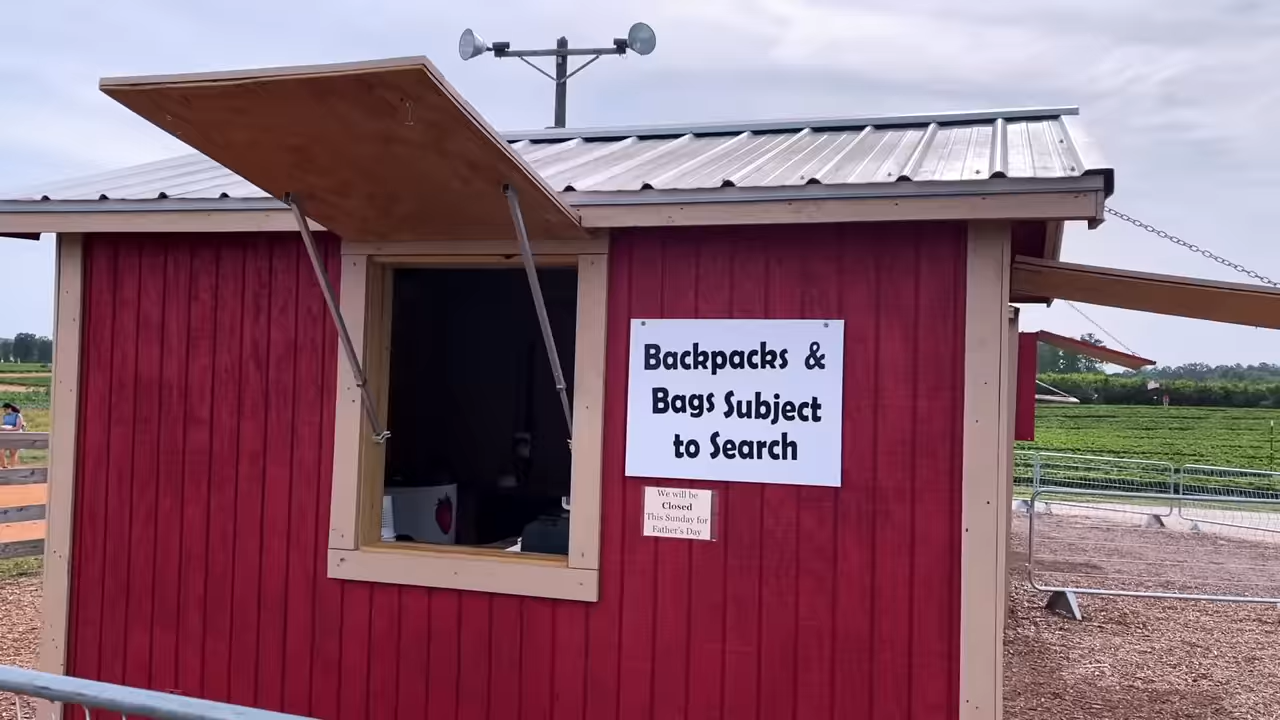 Backpacks &
Bags Subject
to Search
We will be
Closed
This Sunday for
Father's Day